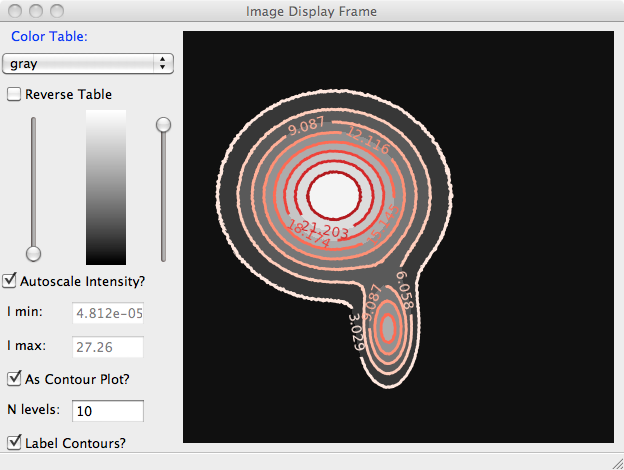 Image Display Frame
Color Table:
gray
Reverse Table
Autoscale Intensity?
I min: 4.812e-05
I max: 27.26
As Contour Plot?
N levels: 10
Label Contours?
9.087
12.116
21.203
18.174
9.087
6.058
3.029